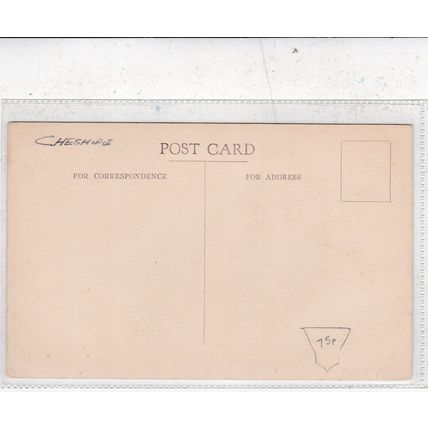 CHESHIRE
POST CARD
FOR CORRESPONDENCE
FOR ADDRESS
75P